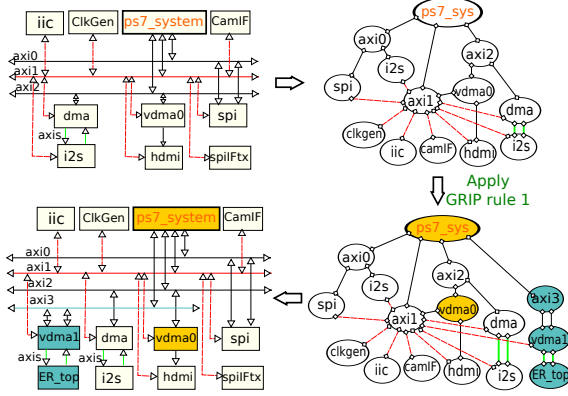 iic
ClkGen
ps7_system
CamIF
axi0
axi1
axi2
dma
vdma0
spi
axis
i2s
hdmi
spiIFtx
ps7_sys
axi0
axi2
i2s
spi
vdma0
axi1
dma
clkgen
iic
camIF
hdmI
i2s
Apply
GRIP rule 1
iic
ClkGen
ps7_system
CamIF
axi0
axi1
axi2
axi3
vdma1
dma
vdma0
spi
axis
axis
ER_top
i2s
hdmi
spiIFtx
ps7_sys
axi0
axi2
i2s
axi3
spi
vdma0
axi1
dma
vdma1
clkgen
iic
camIF
hdmI
i2s
ER_top